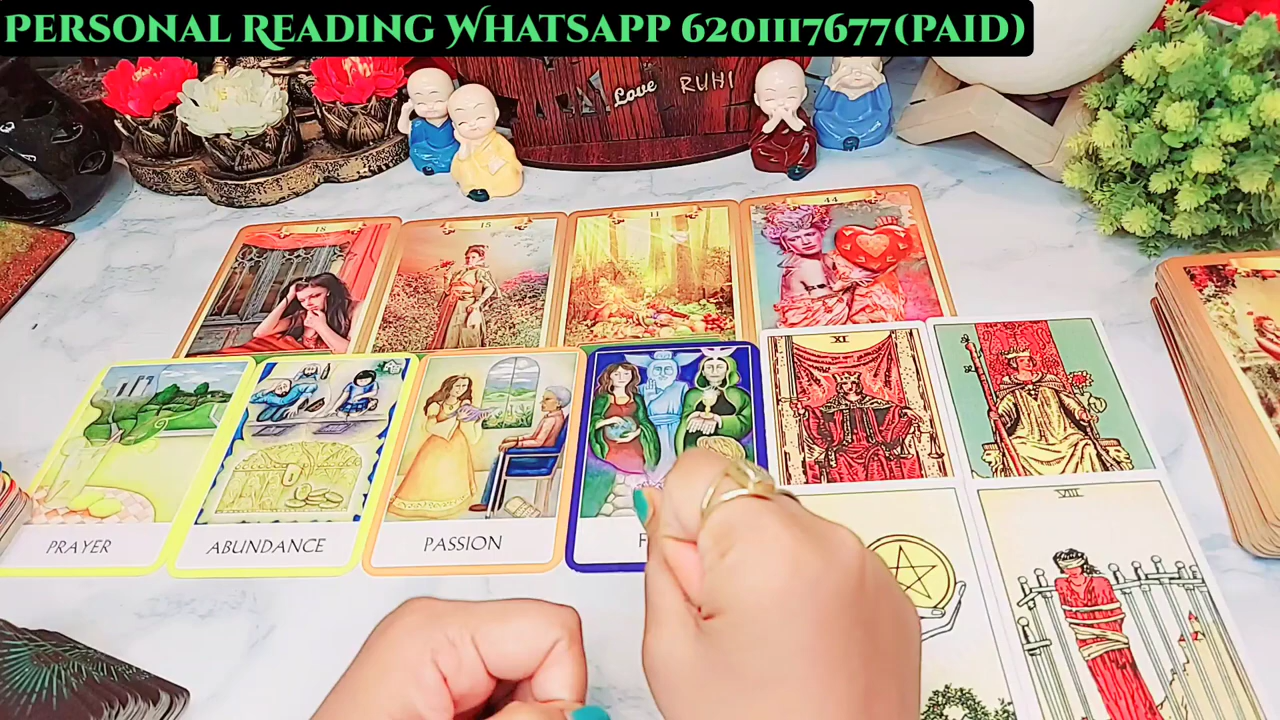 Personal Reading WhatsApp 6201117677(Paid)
Love RUHI
18
15
11
44
XI
PRAYER
ABUNDANCE
PASSION
F
VIII